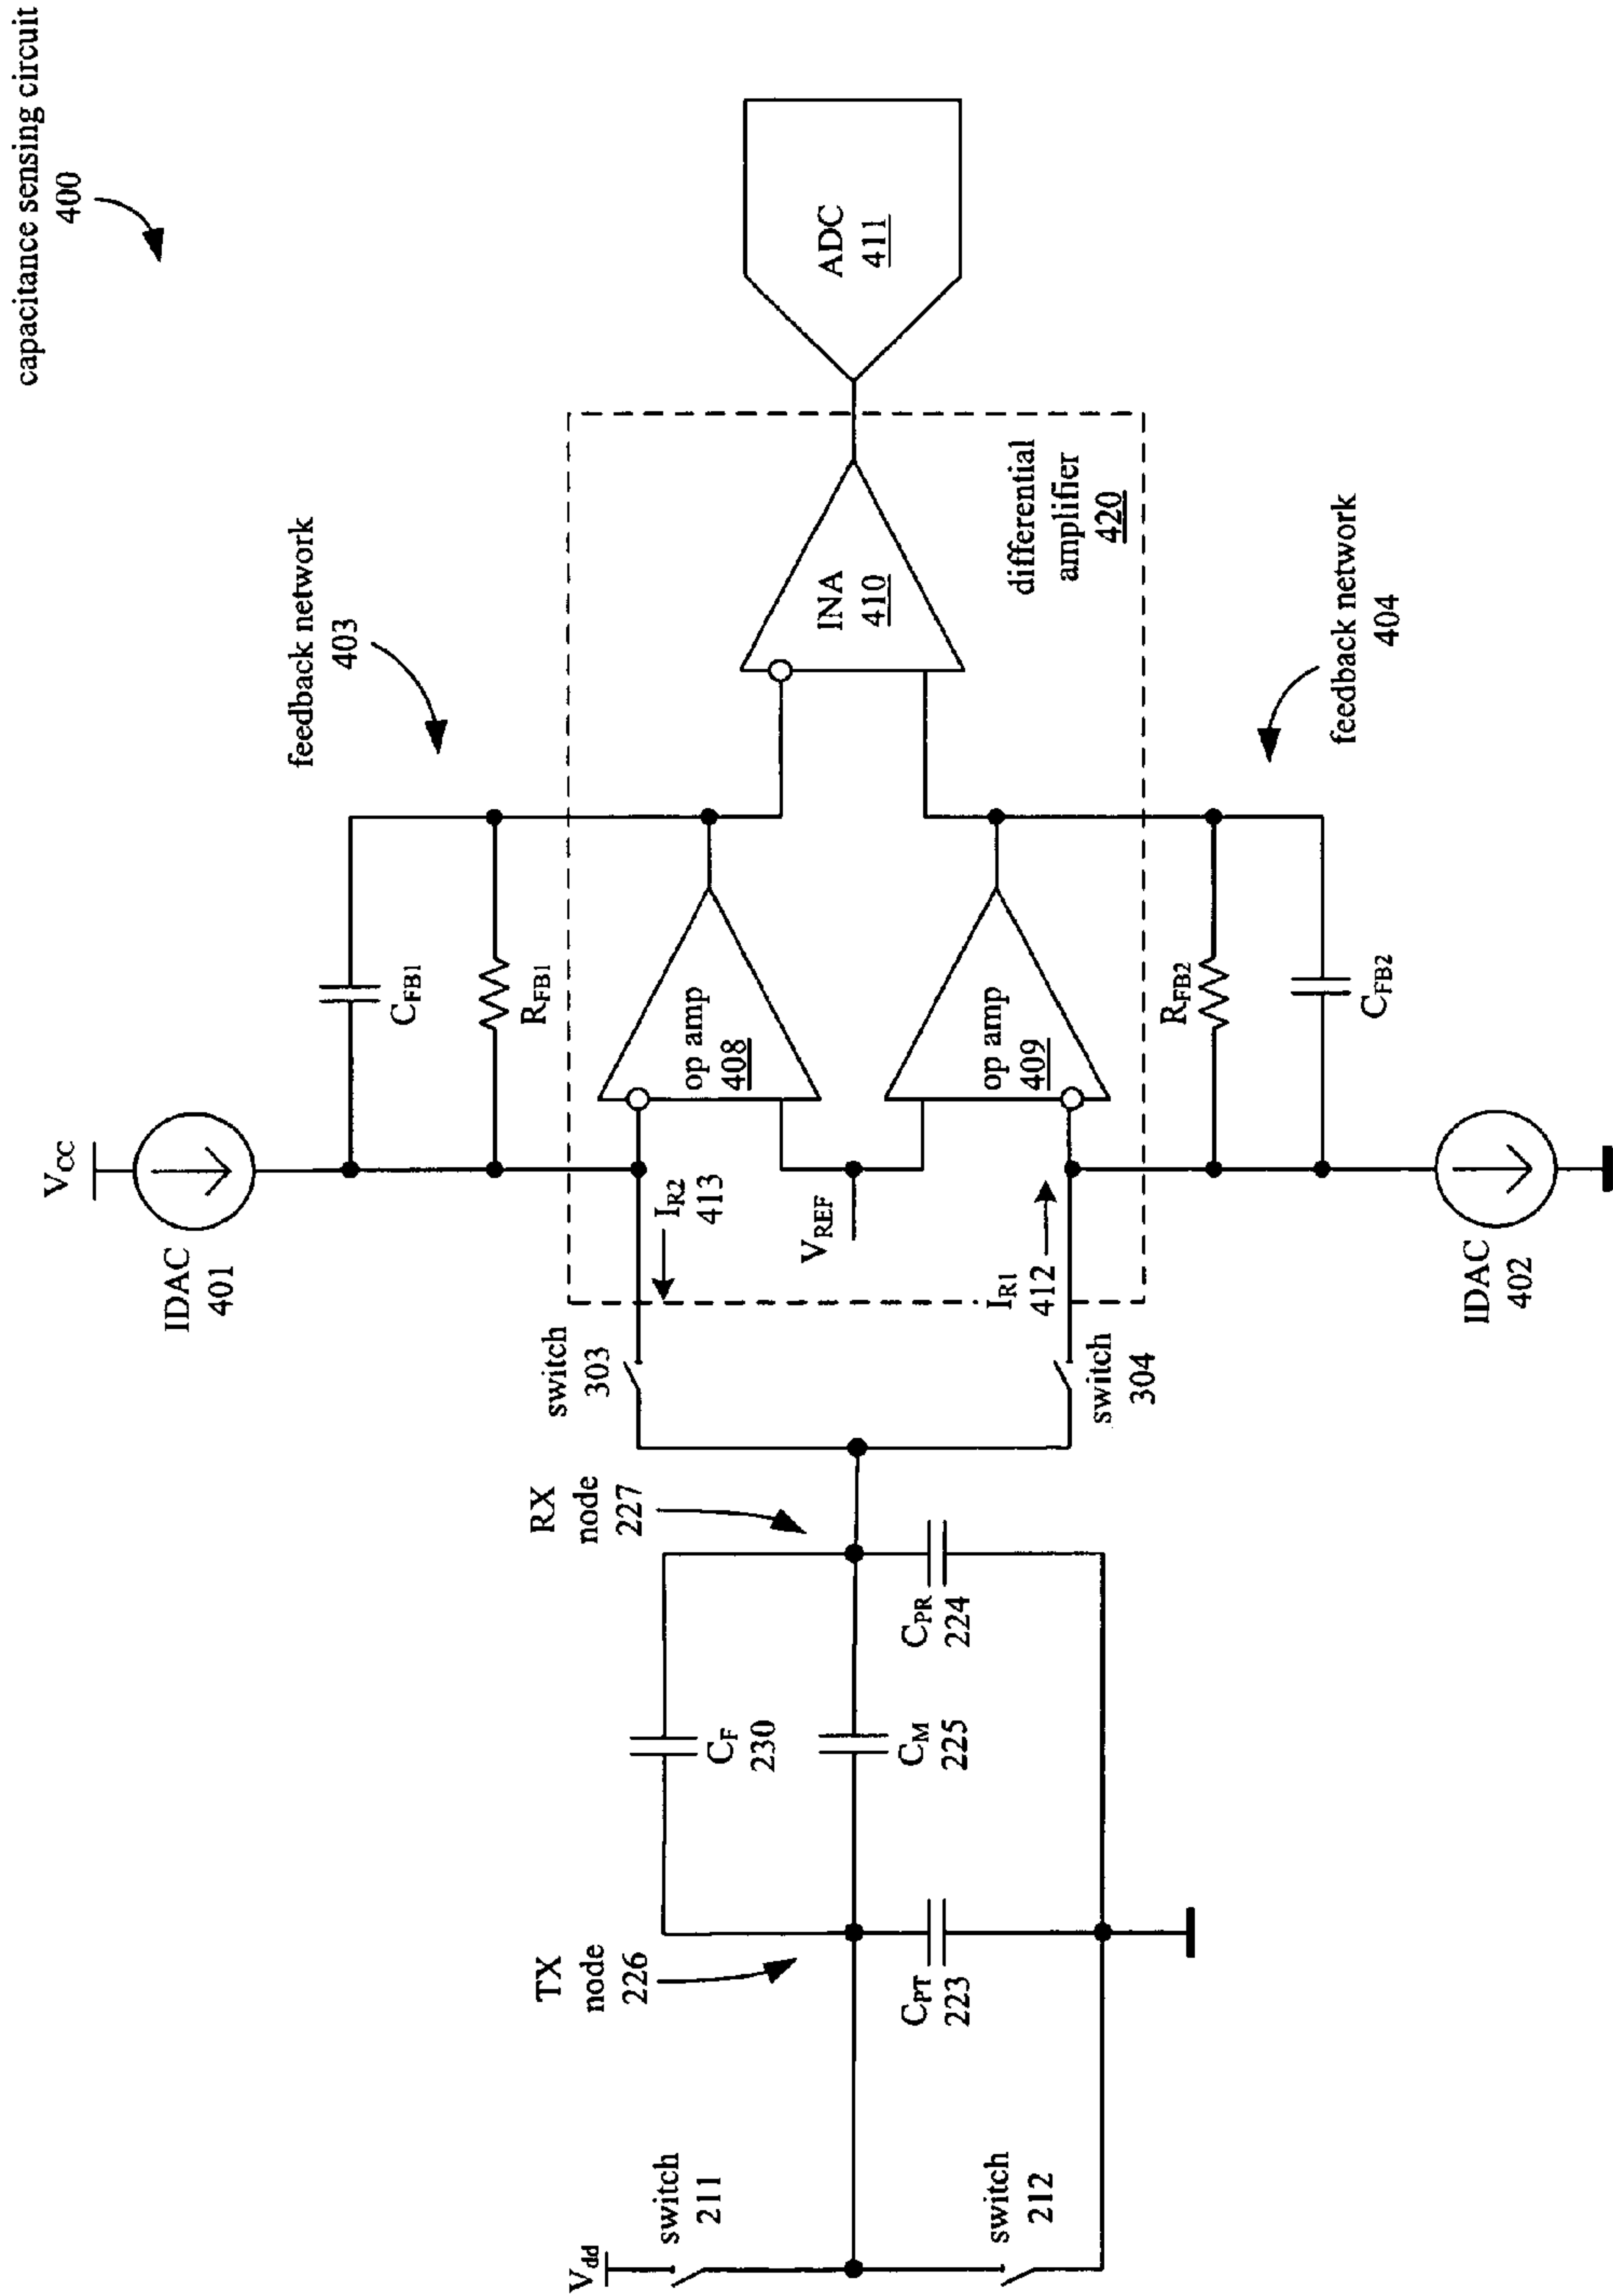 capacitance sensing circuit
400
V_CC
IDAC
401
feedback network
403
C_FB1
R_FB1
switch
303
I_R2
413
op amp
408
INA
410
ADC
411
V_REF
differential
amplifier
420
I_R1
412
op amp
409
switch
304
R_FB2
C_FB2
feedback network
404
IDAC
402
RX
node
227
C_F
230
C_M
225
C_PR
224
TX
node
226
C_PT
223
V_dd
switch
211
switch
212